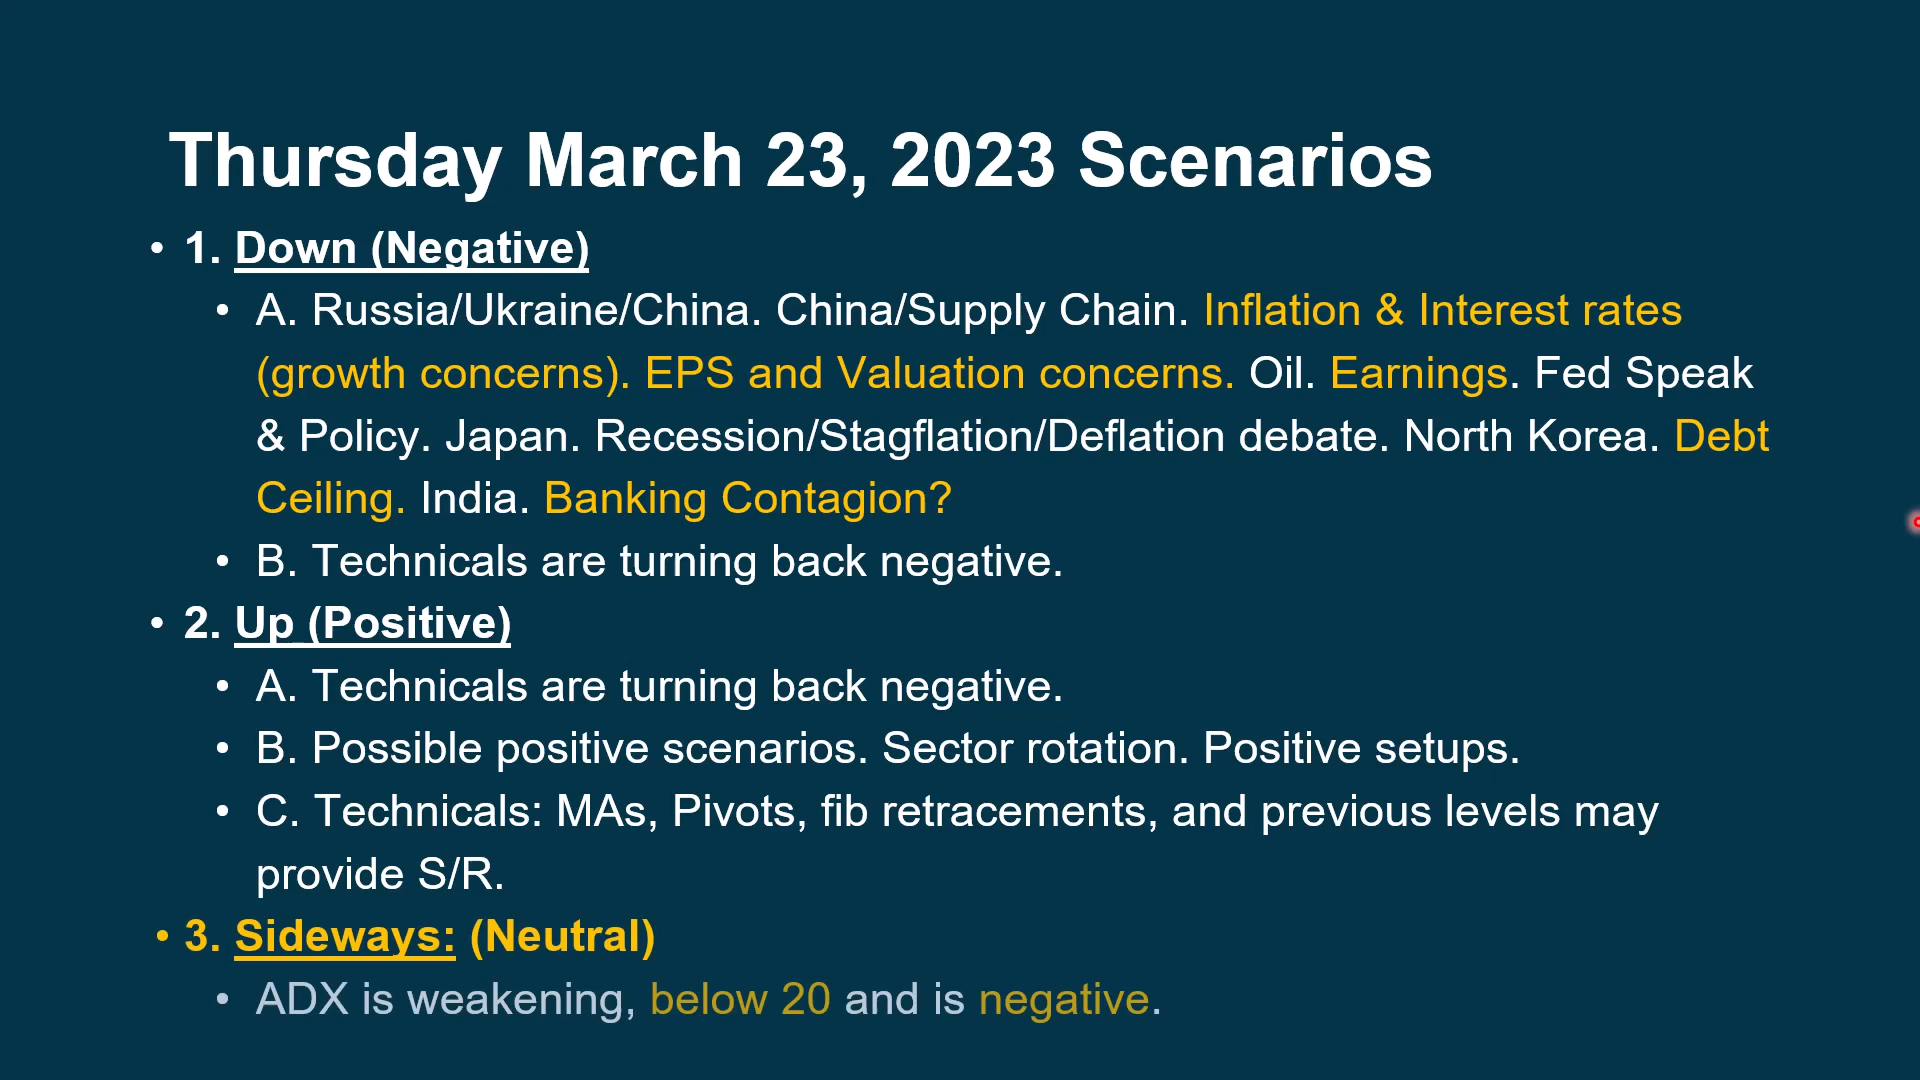 Thursday March 23, 2023 Scenarios
• 1. Down (Negative)
• A. Russia/Ukraine/China. China/Supply Chain. Inflation & Interest rates
(growth concerns). EPS and Valuation concerns. Oil. Earnings. Fed Speak
& Policy. Japan. Recession/Stagflation/Deflation debate. North Korea. Debt
Ceiling. India. Banking Contagion?
• B. Technicals are turning back negative.
• 2. Up (Positive)
• A. Technicals are turning back negative.
• B. Possible positive scenarios. Sector rotation. Positive setups.
• C. Technicals: MAs, Pivots, fib retracements, and previous levels may
provide S/R.
• 3. Sideways: (Neutral)
• ADX is weakening, below 20 and is negative.